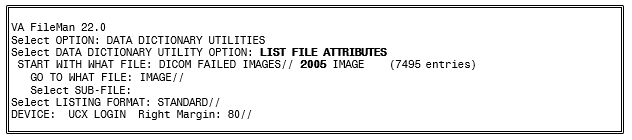 VA FileMan 22.0
Select OPTION: DATA DICTIONARY UTILITIES
Select DATA DICTIONARY UTILITY OPTION: LIST FILE ATTRIBUTES
START WITH WHAT FILE: DICOM FAILED IMAGES// 2005 IMAGE (7495 entries)
GO TO WHAT FILE: IMAGE//
Select SUB-FILE:
Select LISTING FORMAT: STANDARD//
DEVICE: UCX LOGIN Right Margin: 80//